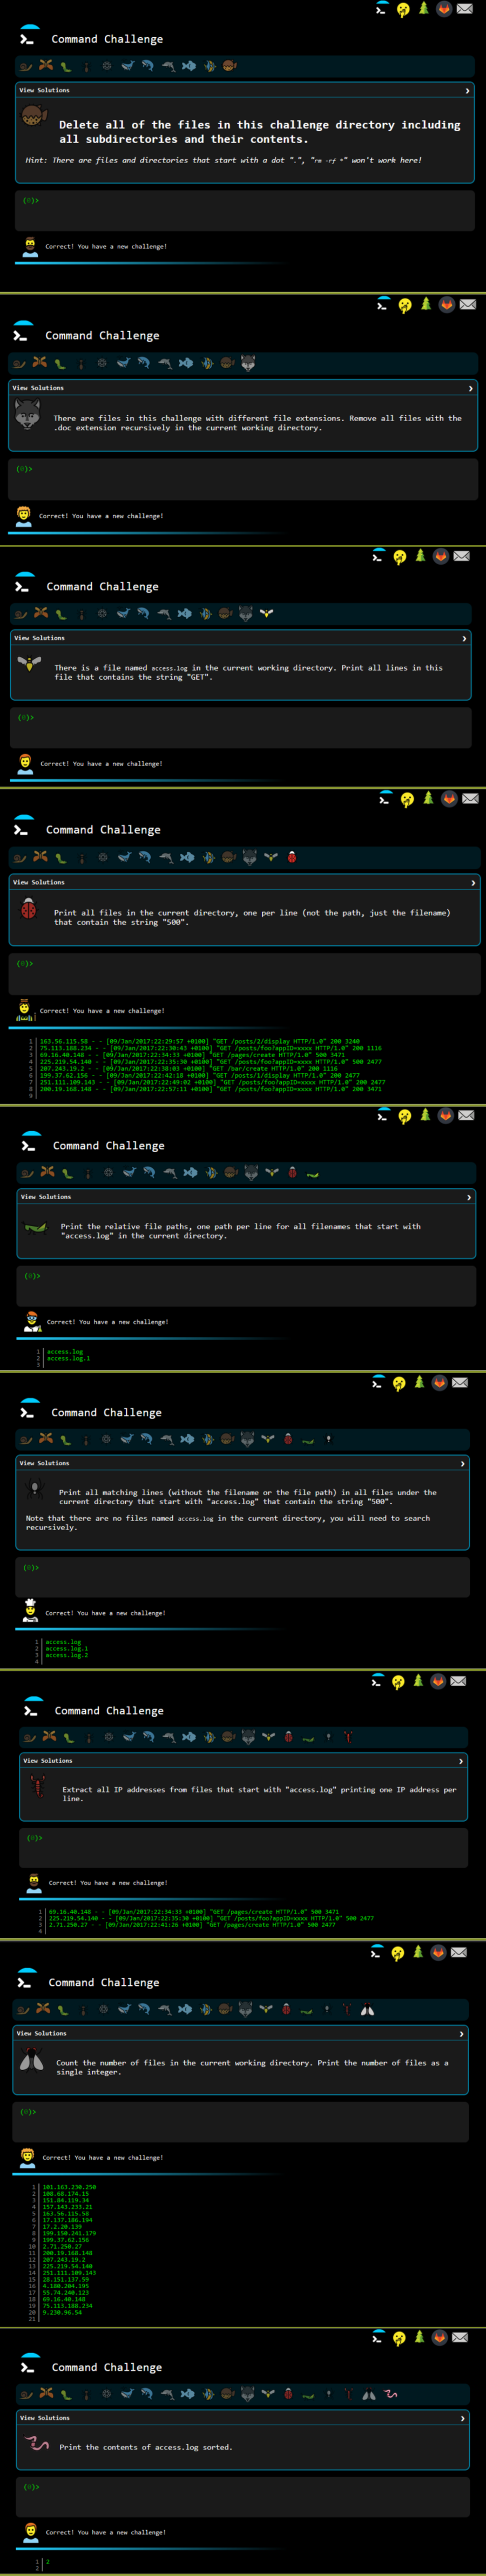 Command Challenge
View Solutions
Delete all of the files in this challenge directory including
all subdirectories and their contents.
Hint: There are files and directories that start with a dot ".", "rm -rf *" won't work here!
Correct! You have a new challenge!
Command Challenge
View Solutions
There are files in this challenge with different file extensions. Remove all files with the
.doc extension recursively in the current working directory.
Correct! You have a new challenge!
Command Challenge
View Solutions
There is a file named access.log in the current working directory. Print all lines in this
file that contains the string "GET".
Correct! You have a new challenge!
Command Challenge
View Solutions
Print all files in the current directory, one per line (not the path, just the filename)
that contain the string "500".
Correct! You have a new challenge!
1 163.56.115.58 - - [09/Jan/2017:22:29:57 +0100] "GET /posts/2/display HTTP/1.0" 200 3240
2 75.113.188.234 - - [09/Jan/2017:22:30:43 +0100] "GET /posts/foo?appID=xxxx HTTP/1.0" 200 1116
3 69.16.40.148 - - [09/Jan/2017:22:34:33 +0100] "GET /pages/create HTTP/1.0" 500 3471
4 225.219.54.140 - - [09/Jan/2017:22:35:30 +0100] "GET /posts/foo?appID=xxxx HTTP/1.0" 500 2477
5 207.243.19.2 - - [09/Jan/2017:22:38:03 +0100] "GET /bar/create HTTP/1.0" 200 1116
6 199.37.62.156 - - [09/Jan/2017:22:42:18 +0100] "GET /posts/1/display HTTP/1.0" 200 2477
7 251.111.109.143 - - [09/Jan/2017:22:49:02 +0100] "GET /posts/foo?appID=xxxx HTTP/1.0" 200 2477
8 200.19.168.148 - - [09/Jan/2017:22:57:11 +0100] "GET /posts/foo?appID=xxxx HTTP/1.0" 200 3471
9
Command Challenge
View Solutions
Print the relative file paths, one path per line for all filenames that start with
"access.log" in the current directory.
Correct! You have a new challenge!
1 access.log
2 access.log.1
3
Command Challenge
View Solutions
Print all matching lines (without the filename or the file path) in all files under the
current directory that start with "access.log" that contain the string "500".
Note that there are no files named access.log in the current directory, you will need to search
recursively.
Correct! You have a new challenge!
1 access.log
2 access.log.1
3 access.log.2
4
Command Challenge
View Solutions
Extract all IP addresses from files that start with "access.log" printing one IP address per
line.
Correct! You have a new challenge!
1 69.16.40.148 - - [09/Jan/2017:22:34:33 +0100] "GET /pages/create HTTP/1.0" 500 3471
2 225.219.54.140 - - [09/Jan/2017:22:35:30 +0100] "GET /posts/foo?appID=xxxx HTTP/1.0" 500 2477
3 2.71.250.27 - - [09/Jan/2017:22:41:26 +0100] "GET /pages/create HTTP/1.0" 500 2477
4
Command Challenge
View Solutions
Count the number of files in the current working directory. Print the number of files as a
single integer.
Correct! You have a new challenge!
1 101.163.230.250
2 108.68.174.15
3 151.84.119.34
4 157.143.233.21
5 163.56.115.58
6 17.137.186.194
7 17.2.20.139
8 199.150.241.179
9 199.37.62.156
10 2.71.250.27
11 200.19.168.148
12 207.243.19.2
13 225.219.54.140
14 251.111.109.143
15 28.151.137.59
16 4.180.204.195
17 55.74.240.123
18 69.16.40.148
19 75.113.188.234
20 9.230.96.54
21
Command Challenge
View Solutions
Print the contents of access.log sorted.
Correct! You have a new challenge!
1 2
2